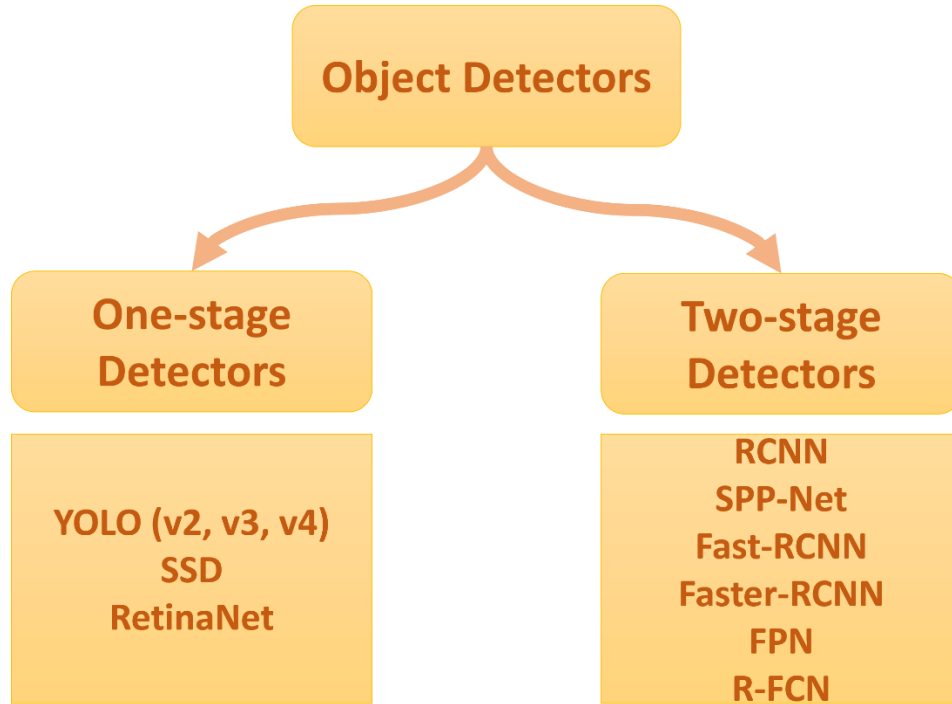 Object Detectors
One-stage
Detectors
YOLO (v2, v3, v4)
SSD
RetinaNet
Two-stage
Detectors
RCNN
SPP-Net
Fast-RCNN
Faster-RCNN
FPN
R-FCN